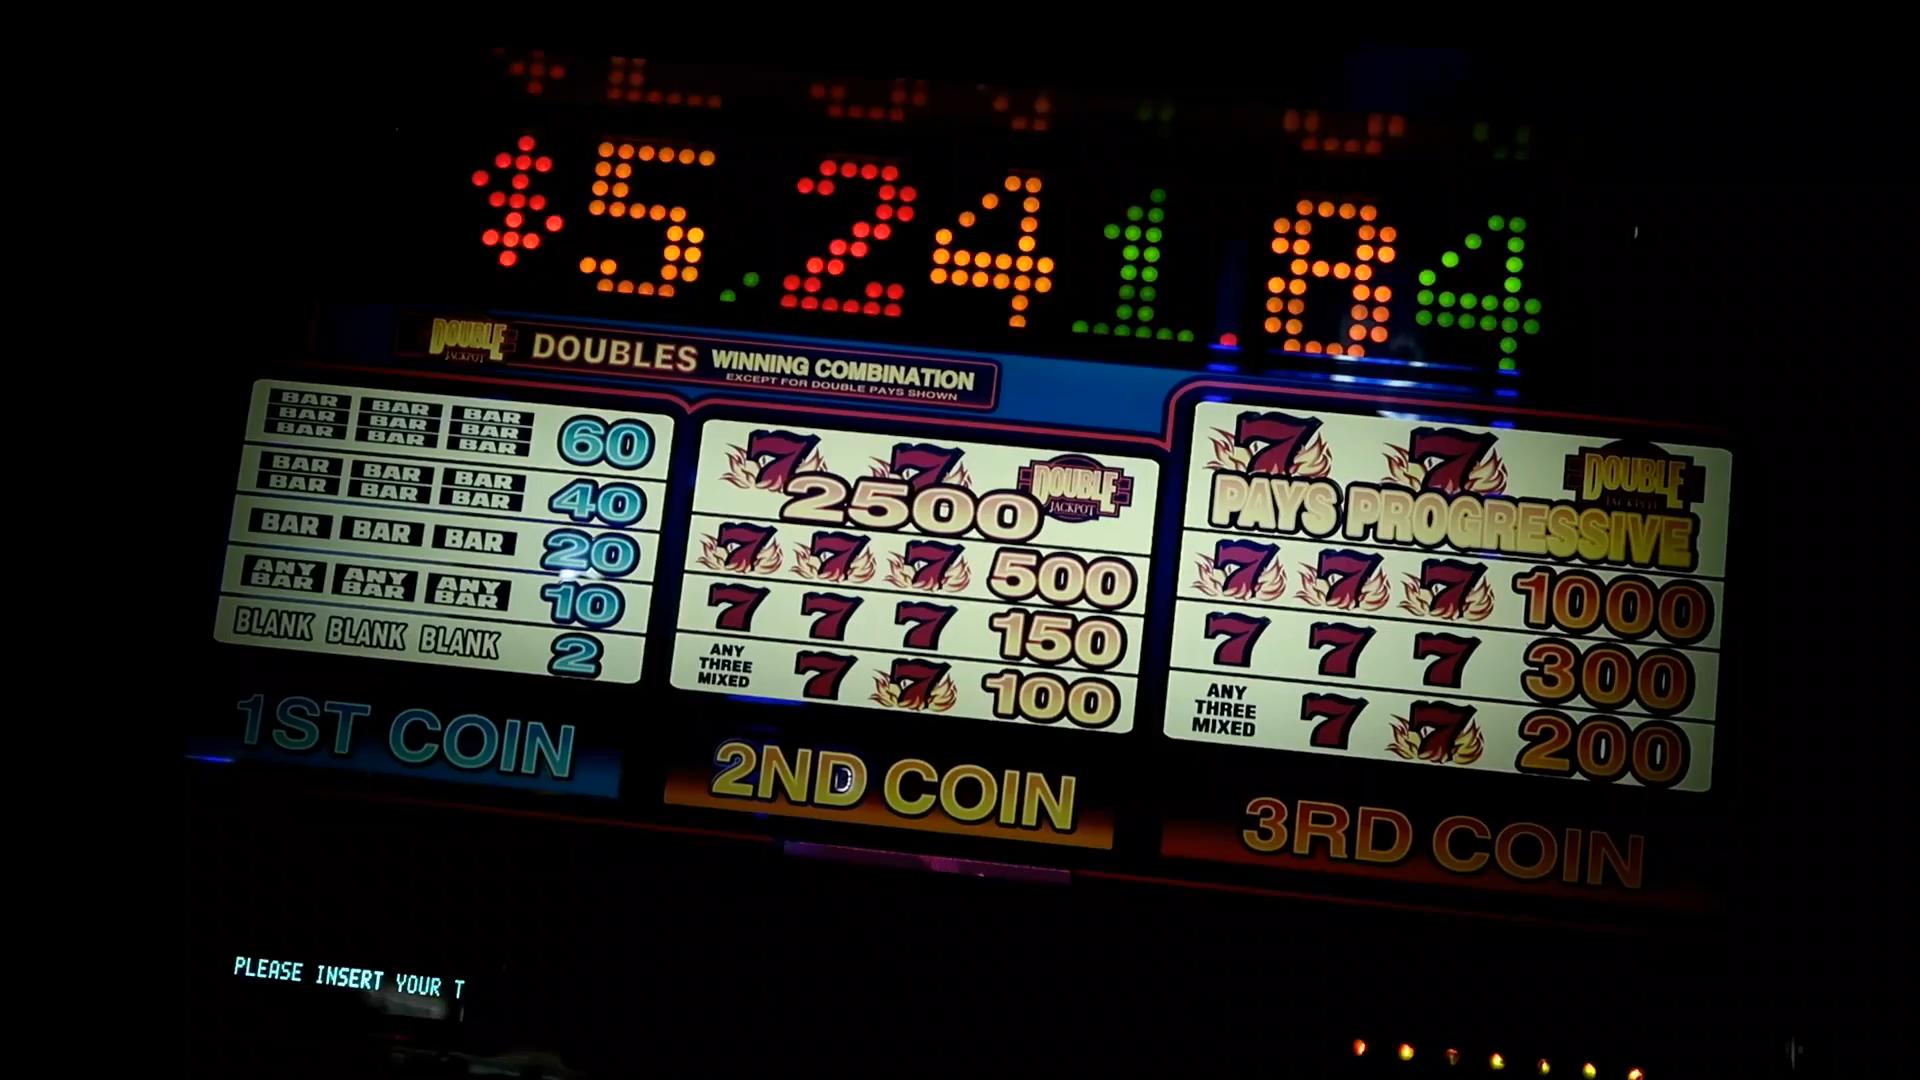 $5,241.84
DOUBLE JACKPOT DOUBLES WINNING COMBINATION
EXCEPT FOR DOUBLE PAYS SHOWN
BAR BAR BAR
BAR BAR BAR
BAR BAR BAR
60
BAR BAR BAR
BAR BAR BAR
40
BAR BAR BAR 20
ANY BAR ANY BAR ANY BAR 10
BLANK BLANK BLANK 2
1ST COIN
7 7 DOUBLE JACKPOT
2500
7 7 7 500
7 7 7 150
ANY THREE MIXED 7 7 100
2ND COIN
7 7 DOUBLE JACKPOT
PAYS PROGRESSIVE
7 7 7 1000
7 7 7 300
ANY THREE MIXED 7 7 200
3RD COIN
PLEASE INSERT YOUR T